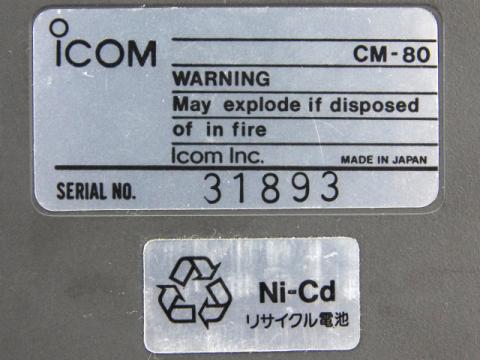 ICOM
CM-80
WARNING
May explode if disposed
of in fire
Icom Inc. MADE IN JAPAN
SERIAL NO. 31893
Ni-Cd
リサイクル電池